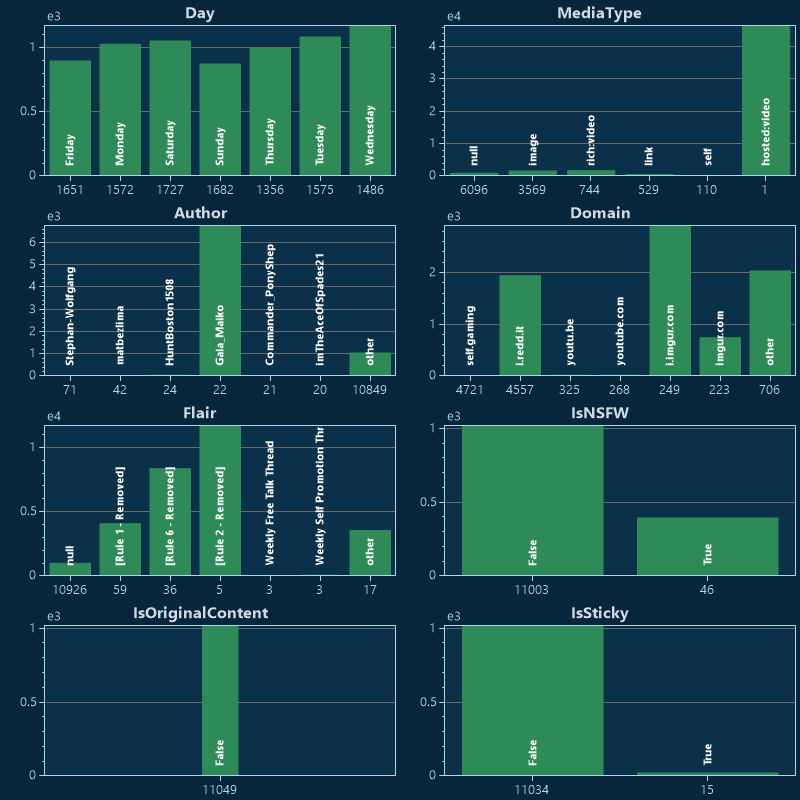 Day
e3
1
0.5
0
Friday
Monday
Saturday
Sunday
Thursday
Tuesday
Wednesday
1651 1572 1727 1682 1356 1575 1486
MediaType
e4
4
3
2
1
0
null
image
rich:video
link
self
hosted:video
6096 3569 744 529 110 1
Author
e3
6
5
4
3
2
1
0
Stephan-Wolfgang
matbezlima
HuntBoston1508
Gaia_Maiko
Commander_PonyShep
imTheAceOfSpades21
other
71 42 24 22 21 20 10849
Domain
e3
2
1
0
self.gaming
i.redd.it
youtu.be
youtube.com
i.imgur.com
imgur.com
other
4721 4557 325 268 249 223 706
Flair
e4
1
0.5
0
null
[Rule 1 - Removed]
[Rule 6 - Removed]
[Rule 2 - Removed]
Weekly Free Talk Thread
Weekly Self Promotion Thr
other
10926 59 36 5 3 3 17
IsNSFW
e3
1
0.5
0
False
True
11003 46
IsOriginalContent
e3
1
0.5
0
False
11049
IsSticky
e3
1
0.5
0
False
True
11034 15